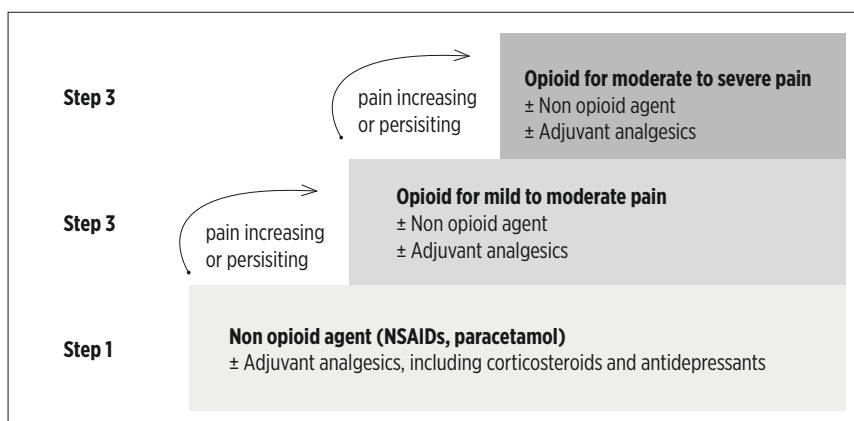 Step 3
pain increasing
or persisiting
Opioid for moderate to severe pain
± Non opioid agent
± Adjuvant analgesics
Step 3
pain increasing
or persisiting
Opioid for mild to moderate pain
± Non opioid agent
± Adjuvant analgesics
Step 1
Non opioid agent (NSAIDs, paracetamol)
± Adjuvant analgesics, including corticosteroids and antidepressants